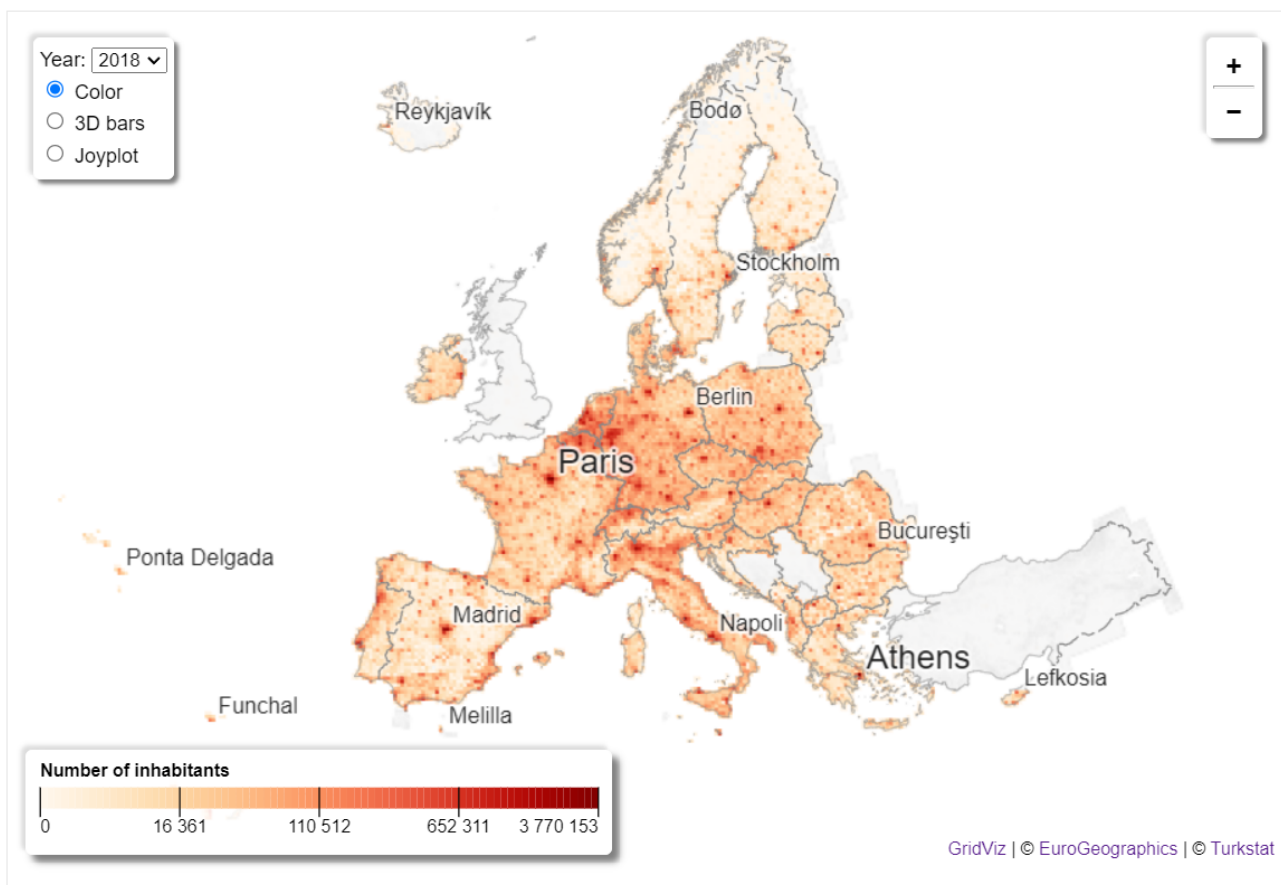 Year: 2018
Color
3D bars
Joyplot
+
−
Reykjavík
Bodø
Stockholm
Berlin
Paris
Bucureşti
Ponta Delgada
Madrid
Napoli
Athens
Lefkosia
Funchal
Melilla
Number of inhabitants
0 16 361 110 512 652 311 3 770 153
GridViz | © EuroGeographics | © Turkstat